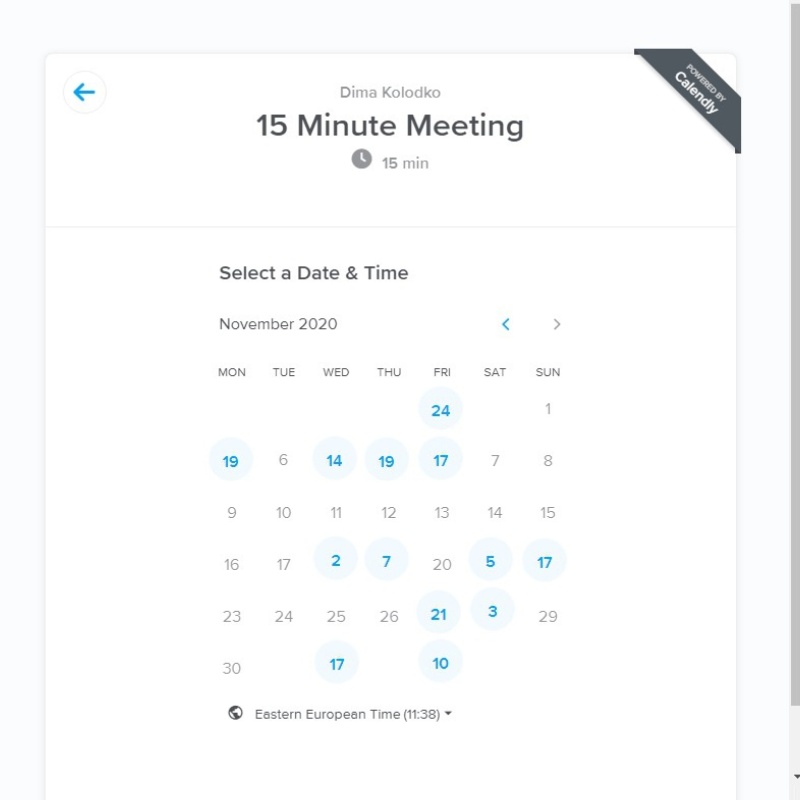 POWERED BY
Calendly
Dima Kolodko
15 Minute Meeting
15 min
Select a Date & Time
November 2020
MON TUE WED THU FRI SAT SUN
24 1
19 6 14 19 17 7 8
9 10 11 12 13 14 15
16 17 2 7 20 5 17
23 24 25 26 21 3 29
30 17 10
Eastern European Time (11:38)